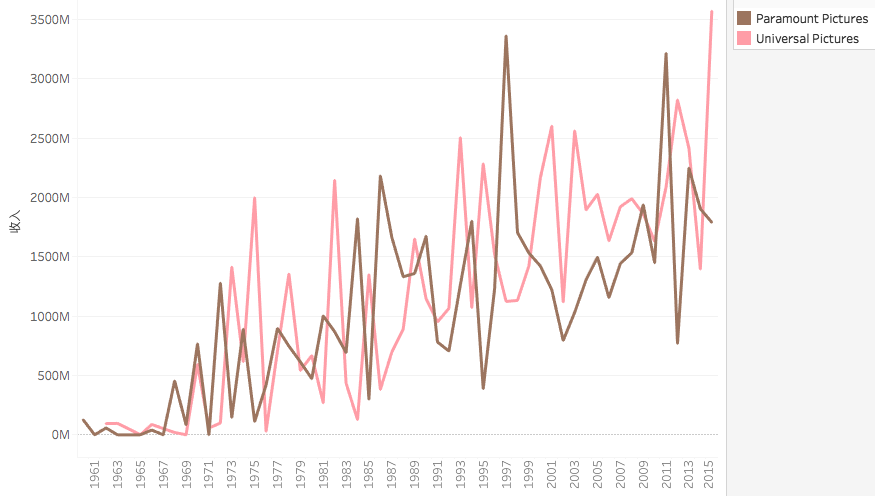 Paramount Pictures
Universal Pictures
收入
3500M
3000M
2500M
2000M
1500M
1000M
500M
0M
1961
1963
1965
1967
1969
1971
1973
1975
1977
1979
1981
1983
1985
1987
1989
1991
1993
1995
1997
1999
2001
2003
2005
2007
2009
2011
2013
2015